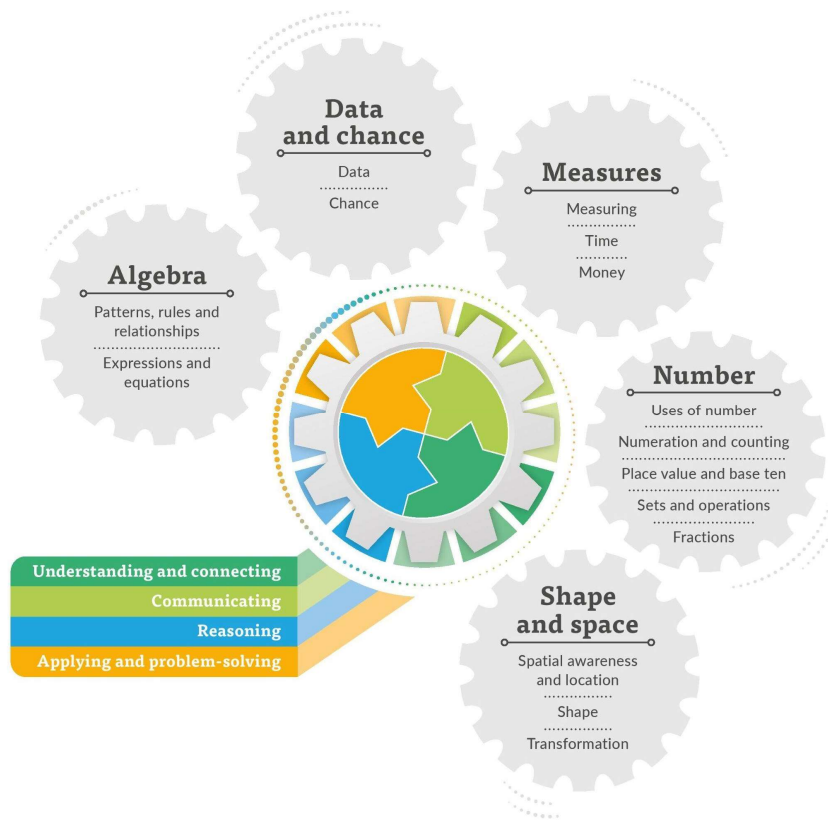 Data
and chance
Data
Chance
Measures
Measuring
Time
Money
Algebra
Patterns, rules and
relationships
Expressions and
equations
Number
Uses of number
Numeration and counting
Place value and base ten
Sets and operations
Fractions
Understanding and connecting
Communicating
Reasoning
Applying and problem-solving
Shape
and space
Spatial awareness
and location
Shape
Transformation